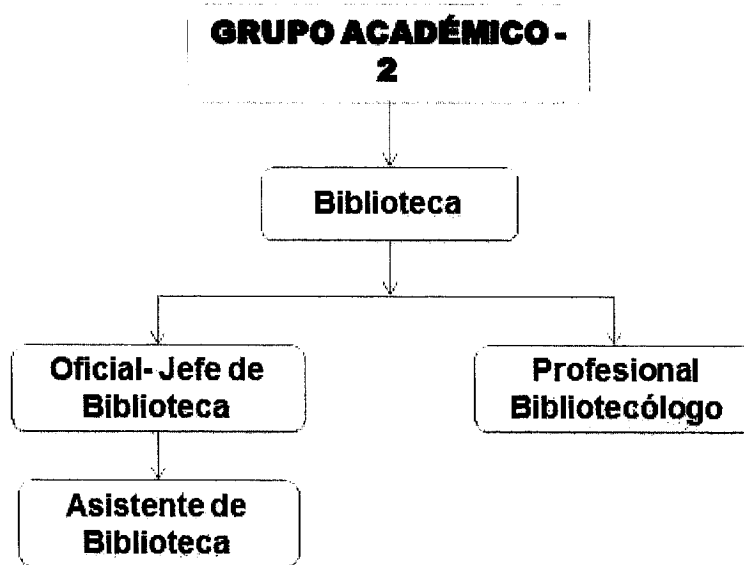 GRUPO ACADÉMICO -
2
Biblioteca
Oficial- Jefe de
Biblioteca
Profesional
Bibliotecólogo
Asistente de
Biblioteca